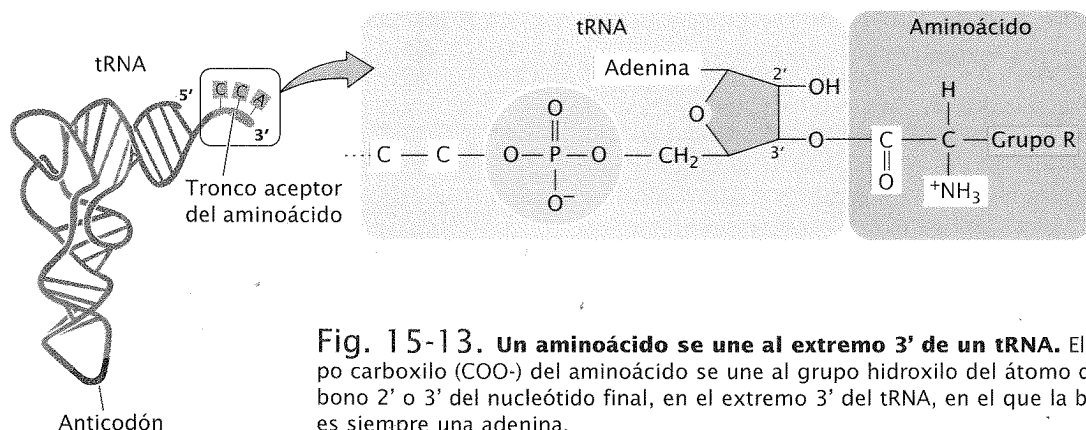 tRNA
5'
C C A
3'
Tronco aceptor
del aminoácido
Anticodón
tRNA
Adenina
2'
OH
O
O
C — C — O—P—O — CH₂
3'
O
O⁻
Aminoácido
H
C — C — Grupo R
O
⁺NH₃
Fig. 15-13. Un aminoácido se une al extremo 3' de un tRNA. El
po carboxilo (COO-) del aminoácido se une al grupo hidroxilo del átomo
bono 2' o 3' del nucleótido final, en el extremo 3' del tRNA, en el que la
es siempre una adenina.